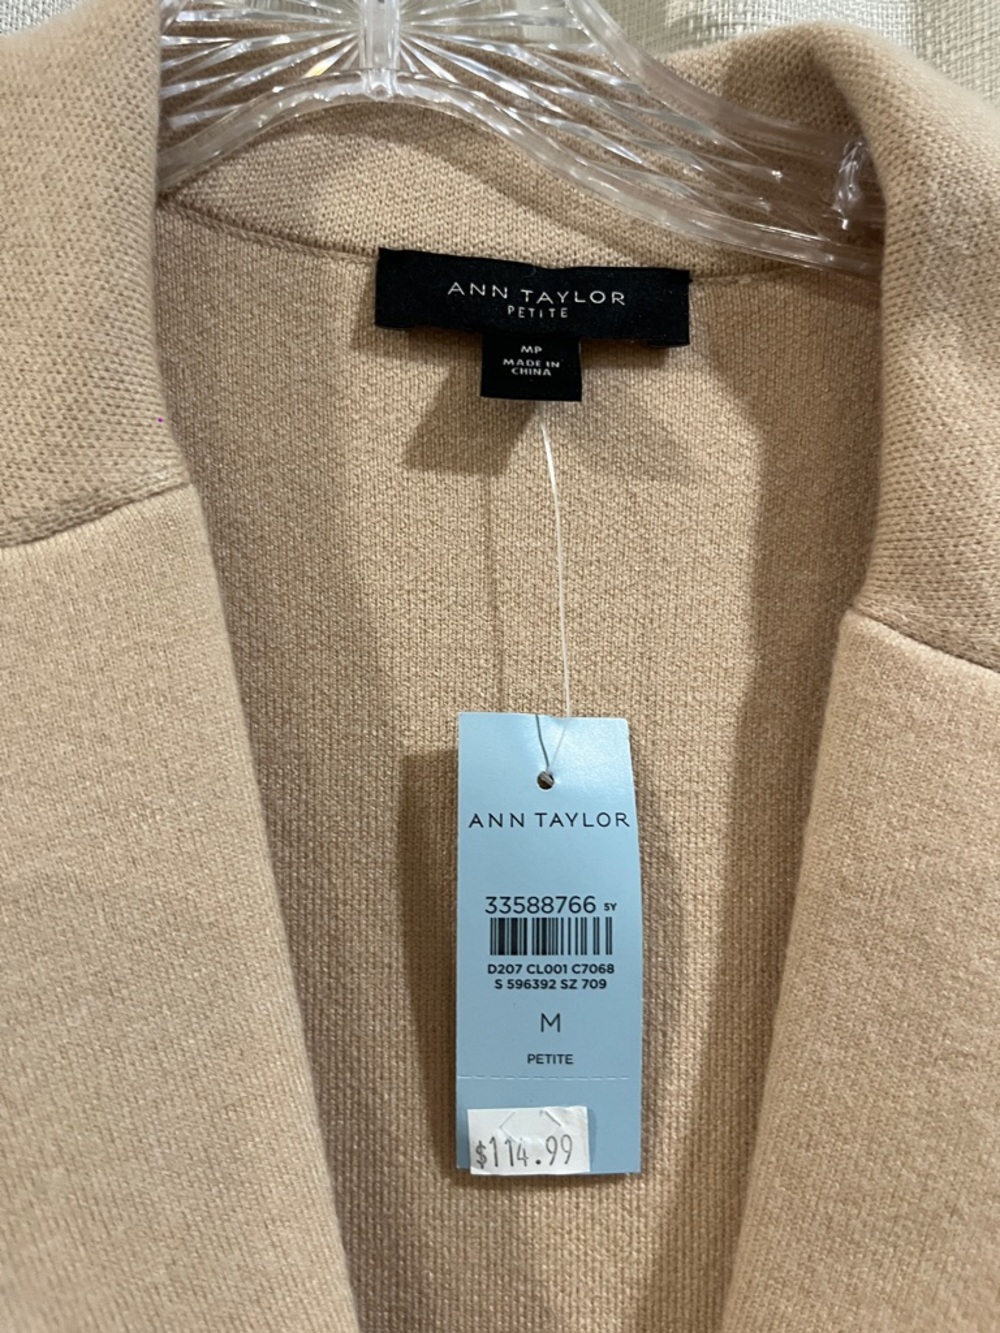 ANN TAYLOR
PETITE
MP
MADE IN
CHINA
ANN TAYLOR
33588766 5Y
D207 CL001 C7068
S 596392 SZ 709
M
PETITE
$114.99